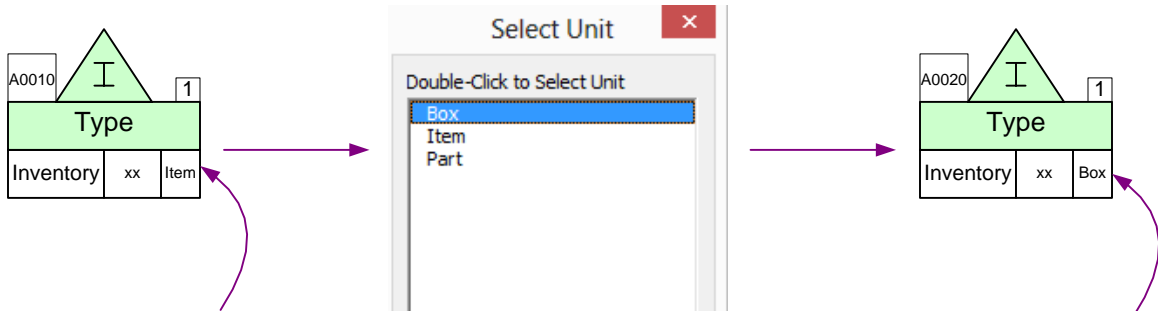 A0010
I
1
Type
Inventory
xx
Item
Select Unit
Double-Click to Select Unit
Box
Item
Part
A0020
I
1
Type
Inventory
xx
Box